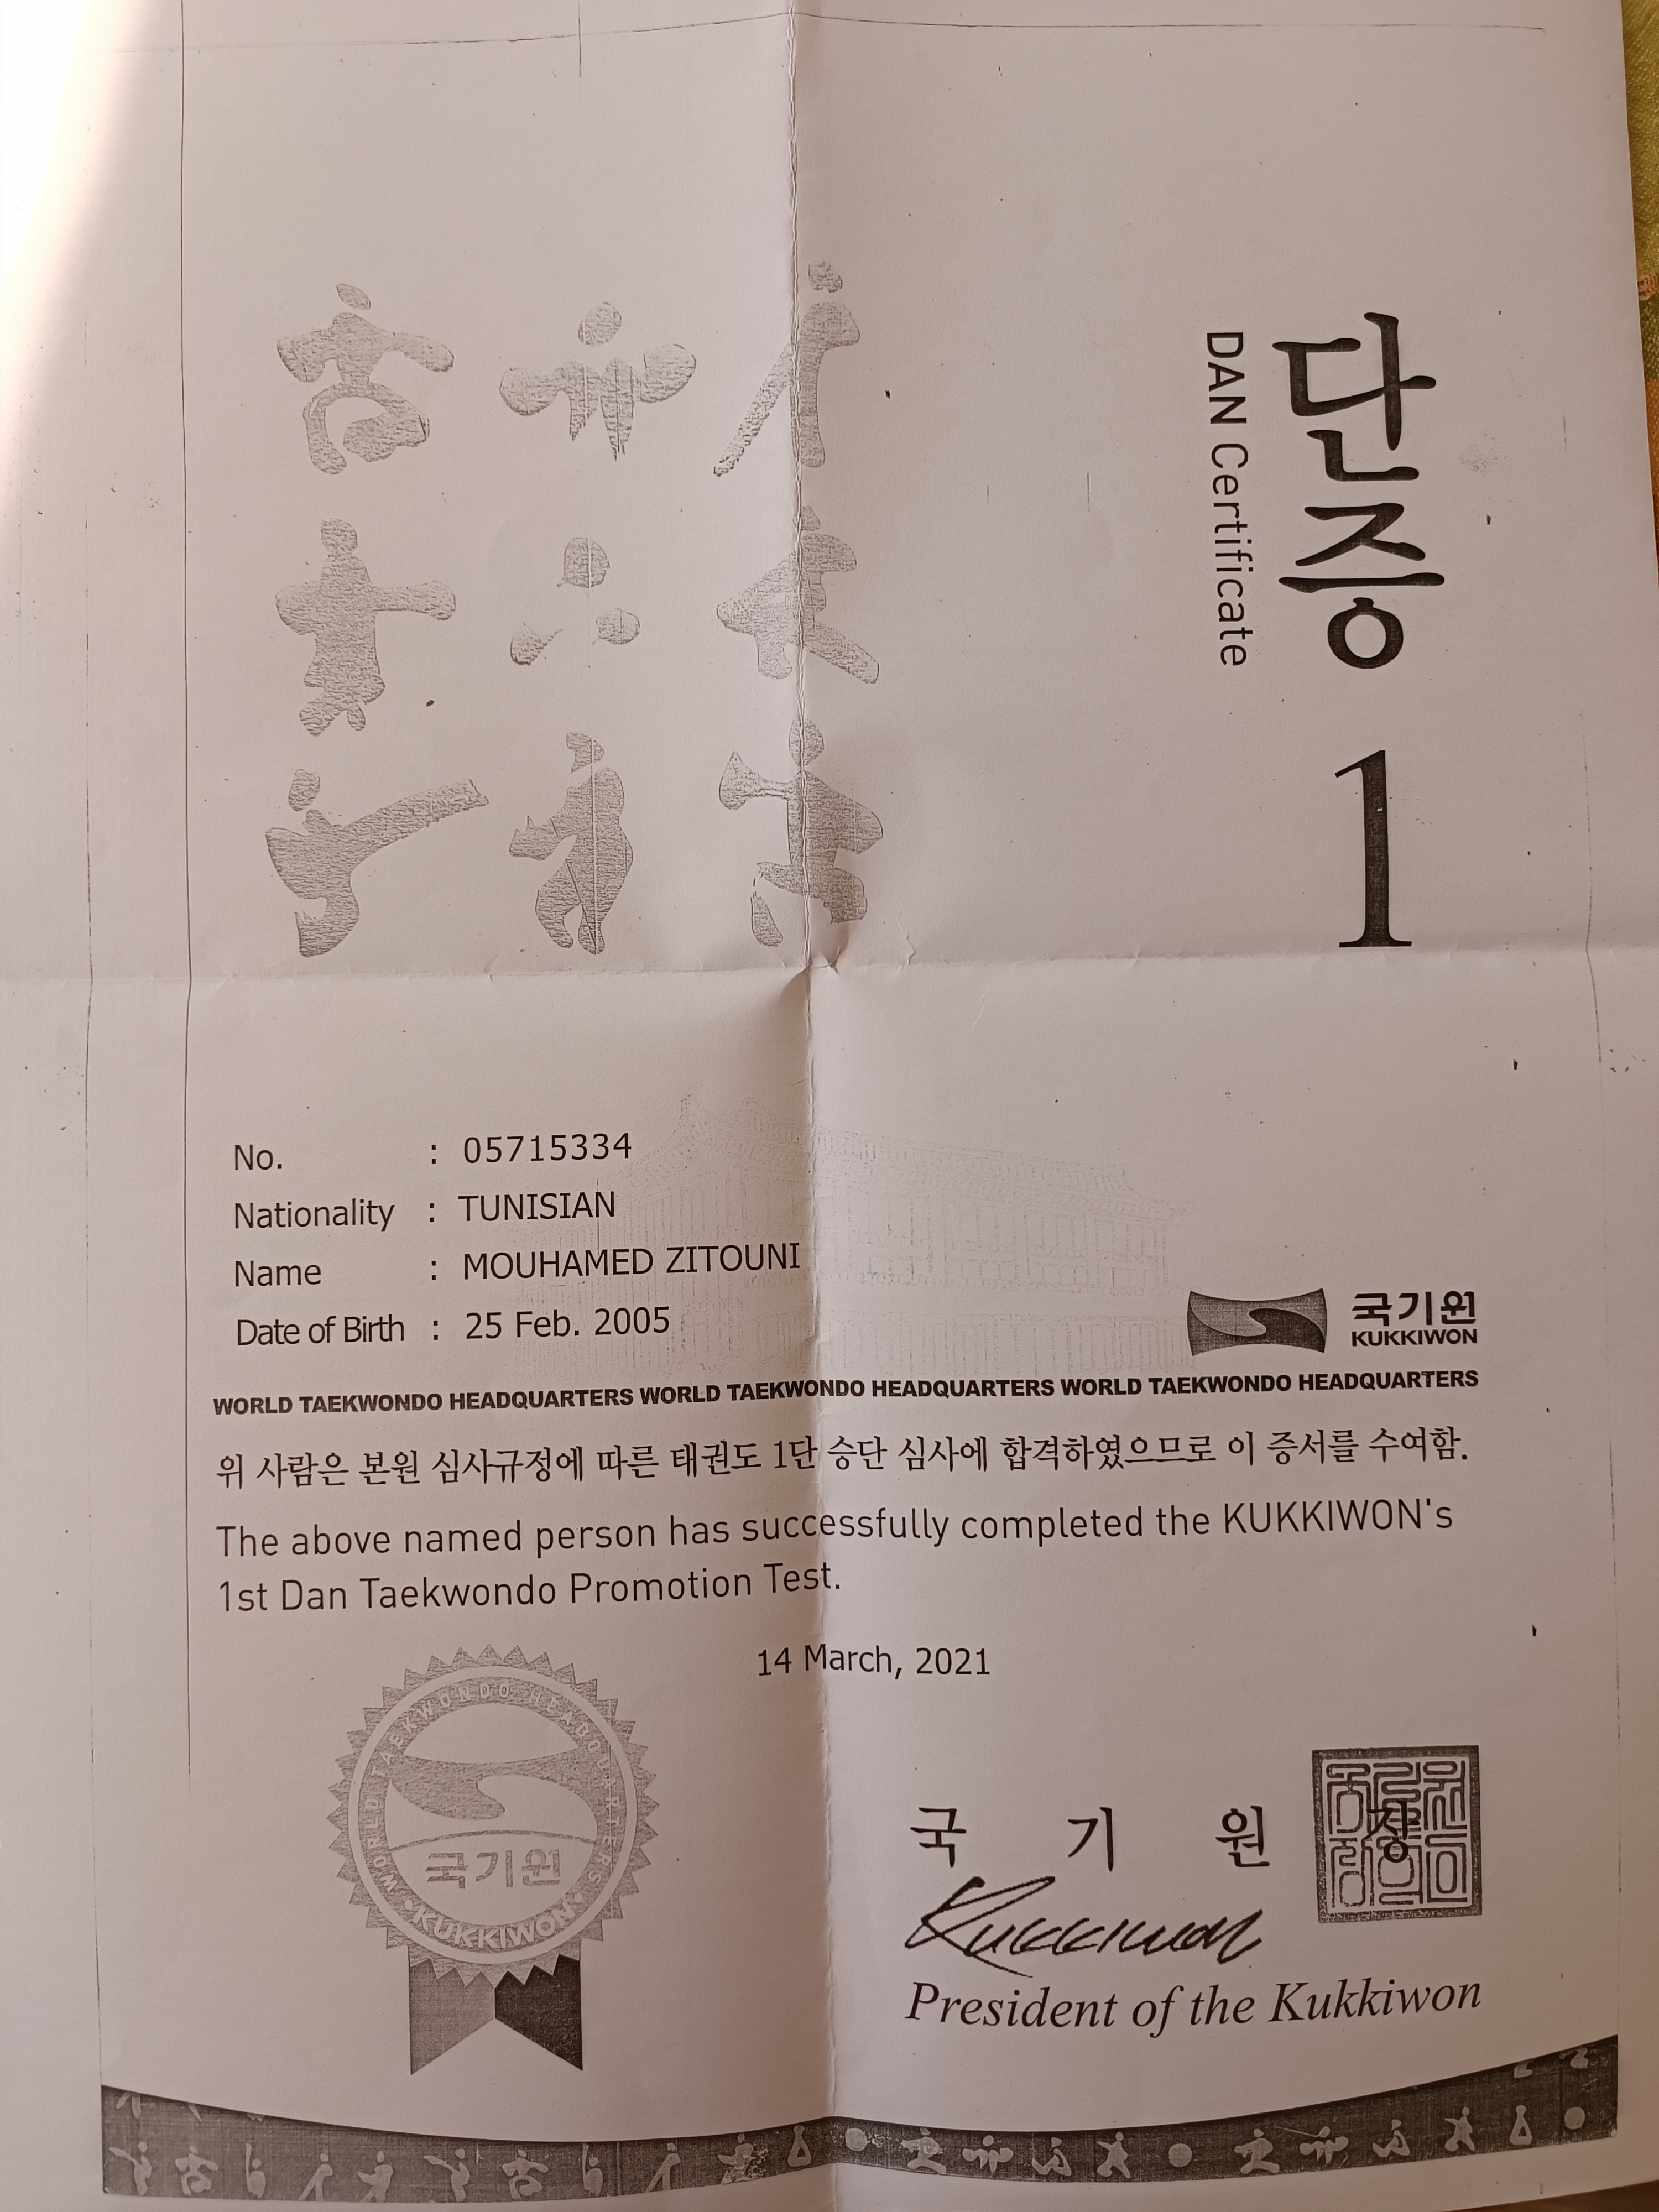 단증
DAN Certificate
1
No. : 05715334
Nationality : TUNISIAN
Name : MOUHAMED ZITOUNI
Date of Birth : 25 Feb. 2005
국기원
KUKKIWON
WORLD TAEKWONDO HEADQUARTERS WORLD TAEKWONDO HEADQUARTERS WORLD TAEKWONDO HEADQUARTERS
위 사람은 본원 심사규정에 따른 태권도 1단 승단 심사에 합격하였으므로 이 증서를 수여함.
The above named person has successfully completed the KUKKIWON's
1st Dan Taekwondo Promotion Test.
14 March, 2021
WORLD TAEKWONDO HEADQUARTERS
국기원
KUKKIWON
국 기 원 장
Kukkiwon
President of the Kukkiwon